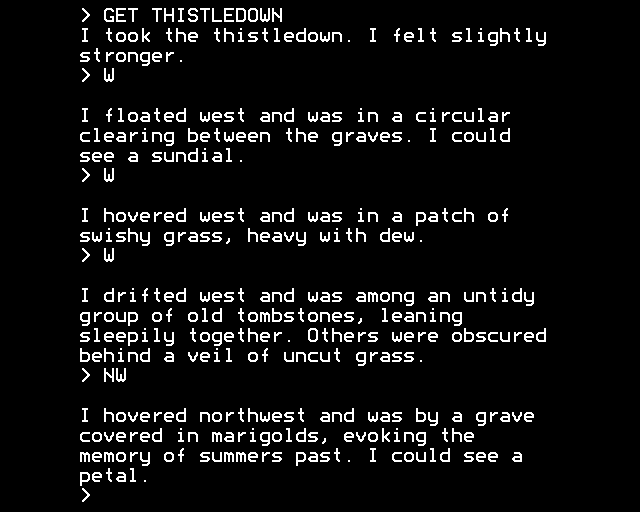 > GET THISTLEDOWN
I took the thistledown. I felt slightly
stronger.
> W
I floated west and was in a circular
clearing between the graves. I could
see a sundial.
> W
I hovered west and was in a patch of
swishy grass, heavy with dew.
> W
I drifted west and was among an untidy
group of old tombstones, leaning
sleepily together. Others were obscured
behind a veil of uncut grass.
> NW
I hovered northwest and was by a grave
covered in marigolds, evoking the
memory of summers past. I could see a
petal.
>